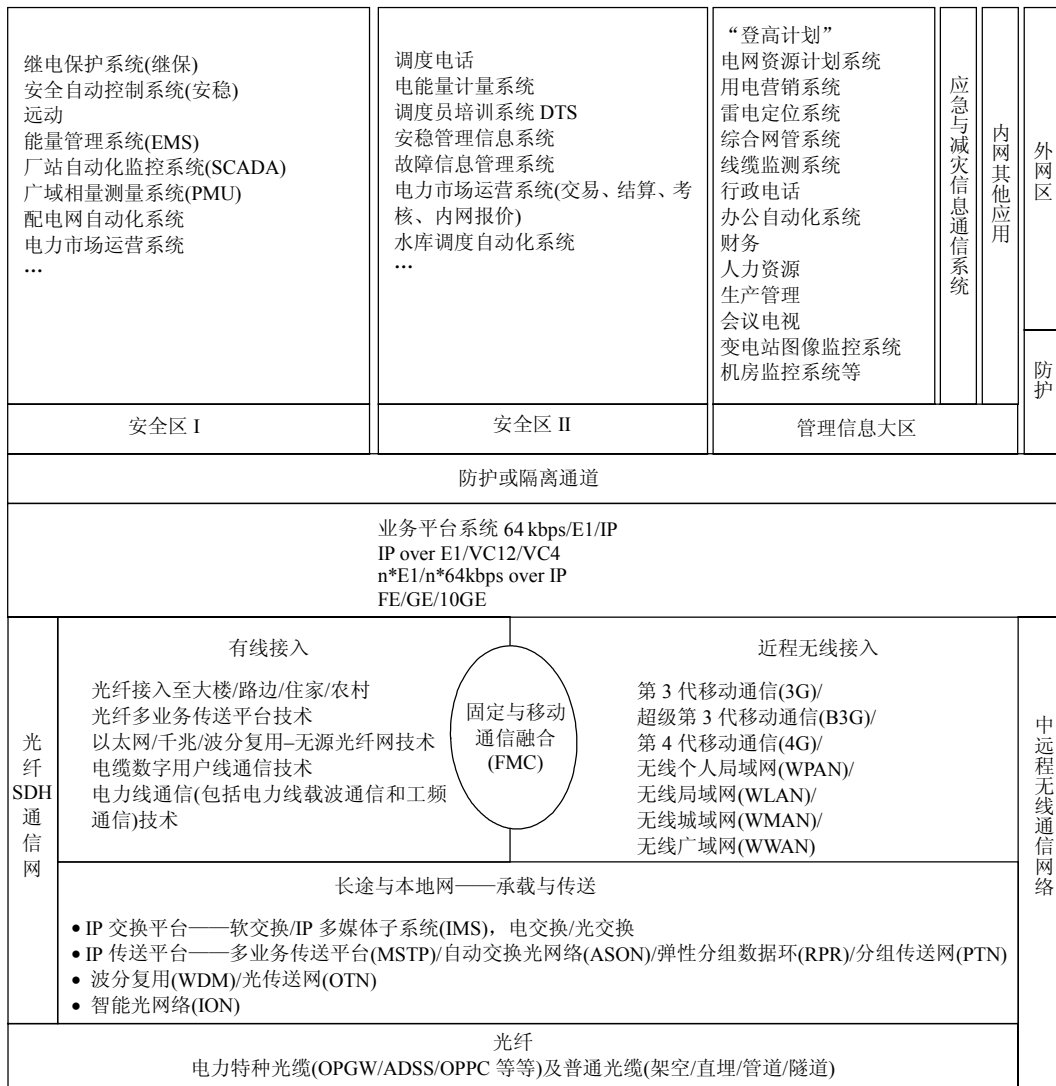 继电保护系统(继保)
安全自动控制系统(安稳)
远动
能量管理系统(EMS)
厂站自动化监控系统(SCADA)
广域相量测量系统(PMU)
配电网自动化系统
电力市场运营系统
…
安全区 I
调度电话
电能量计量系统
调度员培训系统 DTS
安稳管理信息系统
故障信息管理系统
电力市场运营系统(交易、结算、考
核、内网报价)
水库调度自动化系统
…
安全区 II
“登高计划”
电网资源计划系统
用电营销系统
雷电定位系统
综合网管系统
线缆监测系统
行政电话
办公自动化系统
财务
人力资源
生产管理
会议电视
变电站图像监控系统
机房监控系统等
应急与减灾信息通信系统
内网其他应用
管理信息大区
外网区
防护
防护或隔离通道
业务平台系统 64 kbps/E1/IP
IP over E1/VC12/VC4
n*E1/n*64kbps over IP
FE/GE/10GE
光纤SDH通信网
有线接入
光纤接入至大楼/路边/住家/农村
光纤多业务传送平台技术
以太网/千兆/波分复用–无源光纤网技术
电缆数字用户线通信技术
电力线通信(包括电力线载波通信和工频
通信)技术
固定与移动
通信融合
(FMC)
近程无线接入
第 3 代移动通信(3G)/
超级第 3 代移动通信(B3G)/
第 4 代移动通信(4G)/
无线个人局域网(WPAN)/
无线局域网(WLAN)/
无线城域网(WMAN)/
无线广域网(WWAN)
中远程无线通信网络
长途与本地网——承载与传送
• IP 交换平台——软交换/IP 多媒体子系统(IMS)，电交换/光交换
• IP 传送平台——多业务传送平台(MSTP)/自动交换光网络(ASON)/弹性分组数据环(RPR)/分组传送网(PTN)
• 波分复用(WDM)/光传送网(OTN)
• 智能光网络(ION)
光纤
电力特种光缆(OPGW/ADSS/OPPC 等等)及普通光缆(架空/直埋/管道/隧道)